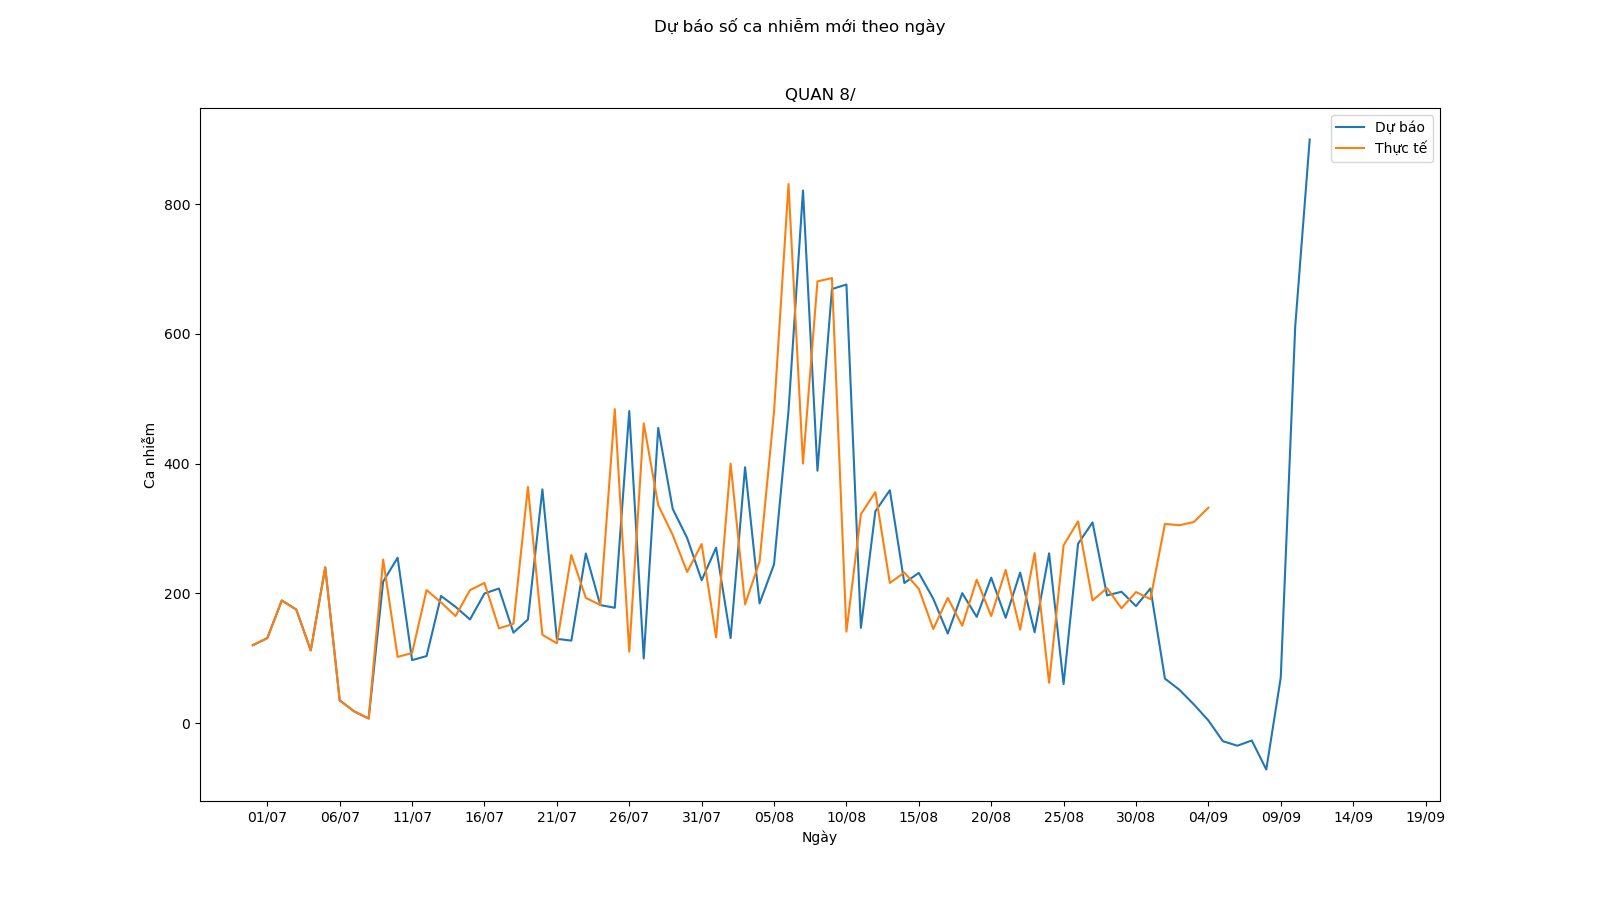 Dự báo số ca nhiễm mới theo ngày
QUAN 8/
Dự báo
Thực tế
Ca nhiễm
800
600
400
200
0
01/07 06/07 11/07 16/07 21/07 26/07 31/07 05/08 10/08 15/08 20/08 25/08 30/08 04/09 09/09 14/09 19/09
Ngày